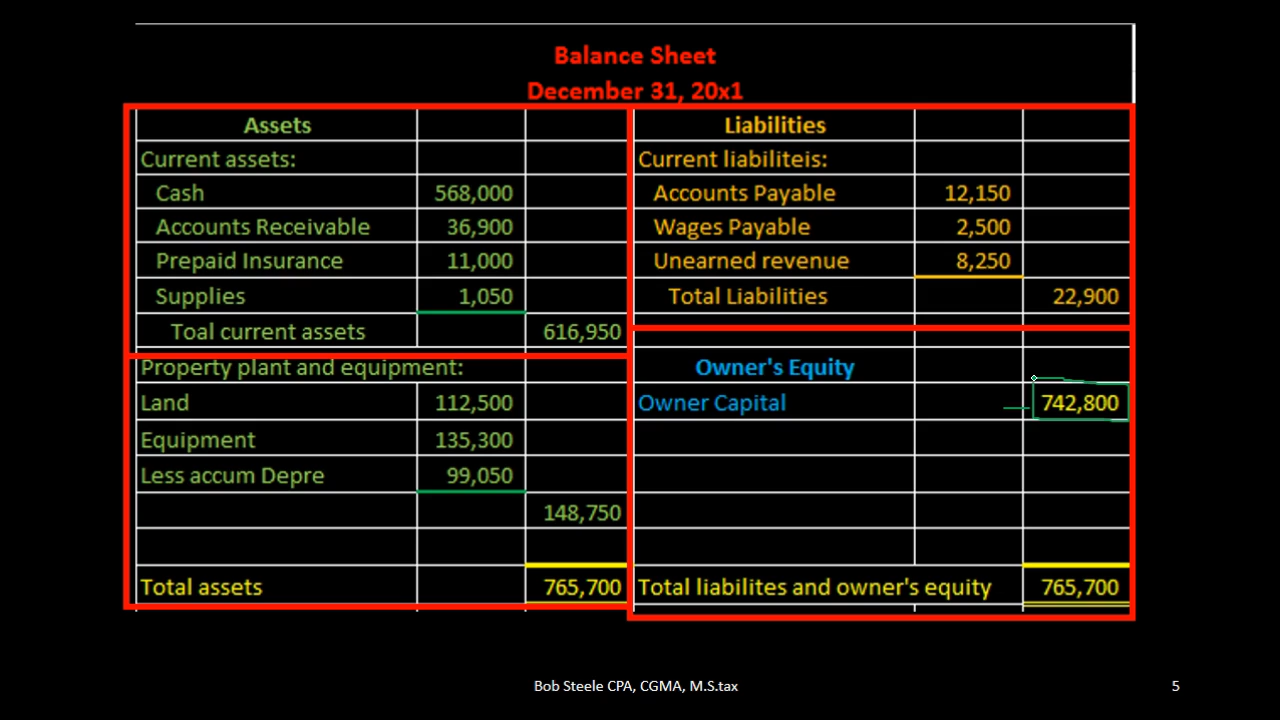 Balance Sheet
December 31, 20x1
Assets
Current assets:
Cash 568,000
Accounts Receivable 36,900
Prepaid Insurance 11,000
Supplies 1,050
Toal current assets 616,950
Property plant and equipment:
Land 112,500
Equipment 135,300
Less accum Depre 99,050
148,750
Total assets 765,700
Liabilities
Current liabiliteis:
Accounts Payable 12,150
Wages Payable 2,500
Unearned revenue 8,250
Total Liabilities 22,900
Owner's Equity
Owner Capital 742,800
Total liabilites and owner's equity 765,700
Bob Steele CPA, CGMA, M.S.tax
5